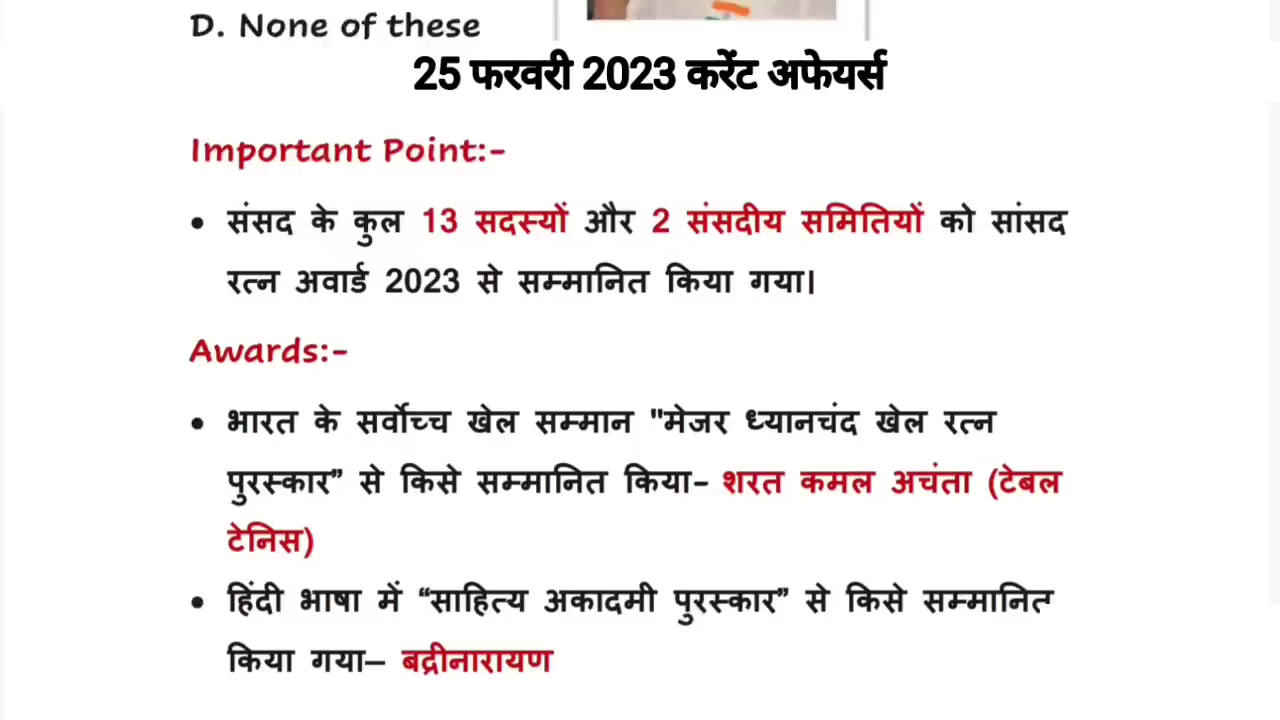 D. None of these
25 फरवरी 2023 करेंट अफेयर्स
Important Point:-
• संसद के कुल 13 सदस्यों और 2 संसदीय समितियों को सांसद
रत्न अवार्ड 2023 से सम्मानित किया गया।
Awards:-
• भारत के सर्वोच्च खेल सम्मान "मेजर ध्यानचंद खेल रत्न
पुरस्कार” से किसे सम्मानित किया- शरत कमल अचंता (टेबल
टेनिस)
• हिंदी भाषा में “साहित्य अकादमी पुरस्कार” से किसे सम्मानित
किया गया– बद्रीनारायण